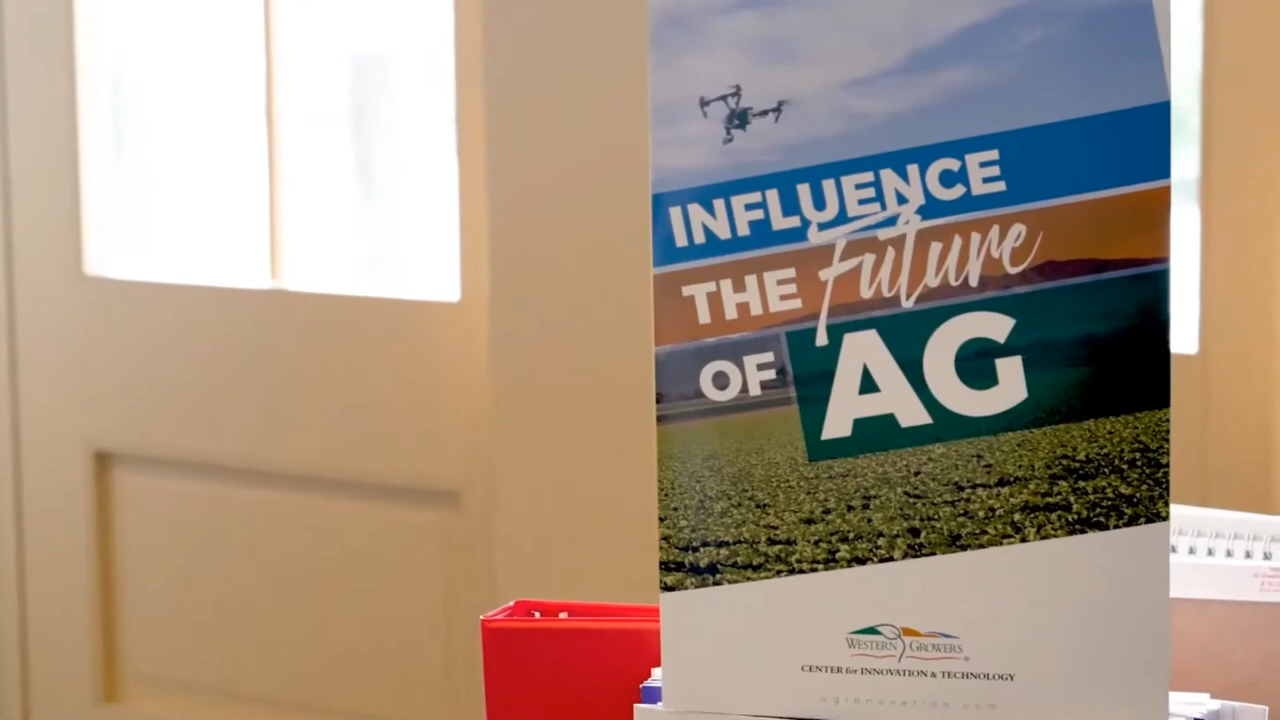 INFLUENCE
THE Future
OF AG
WESTERN GROWERS
CENTER for INNOVATION & TECHNOLOGY